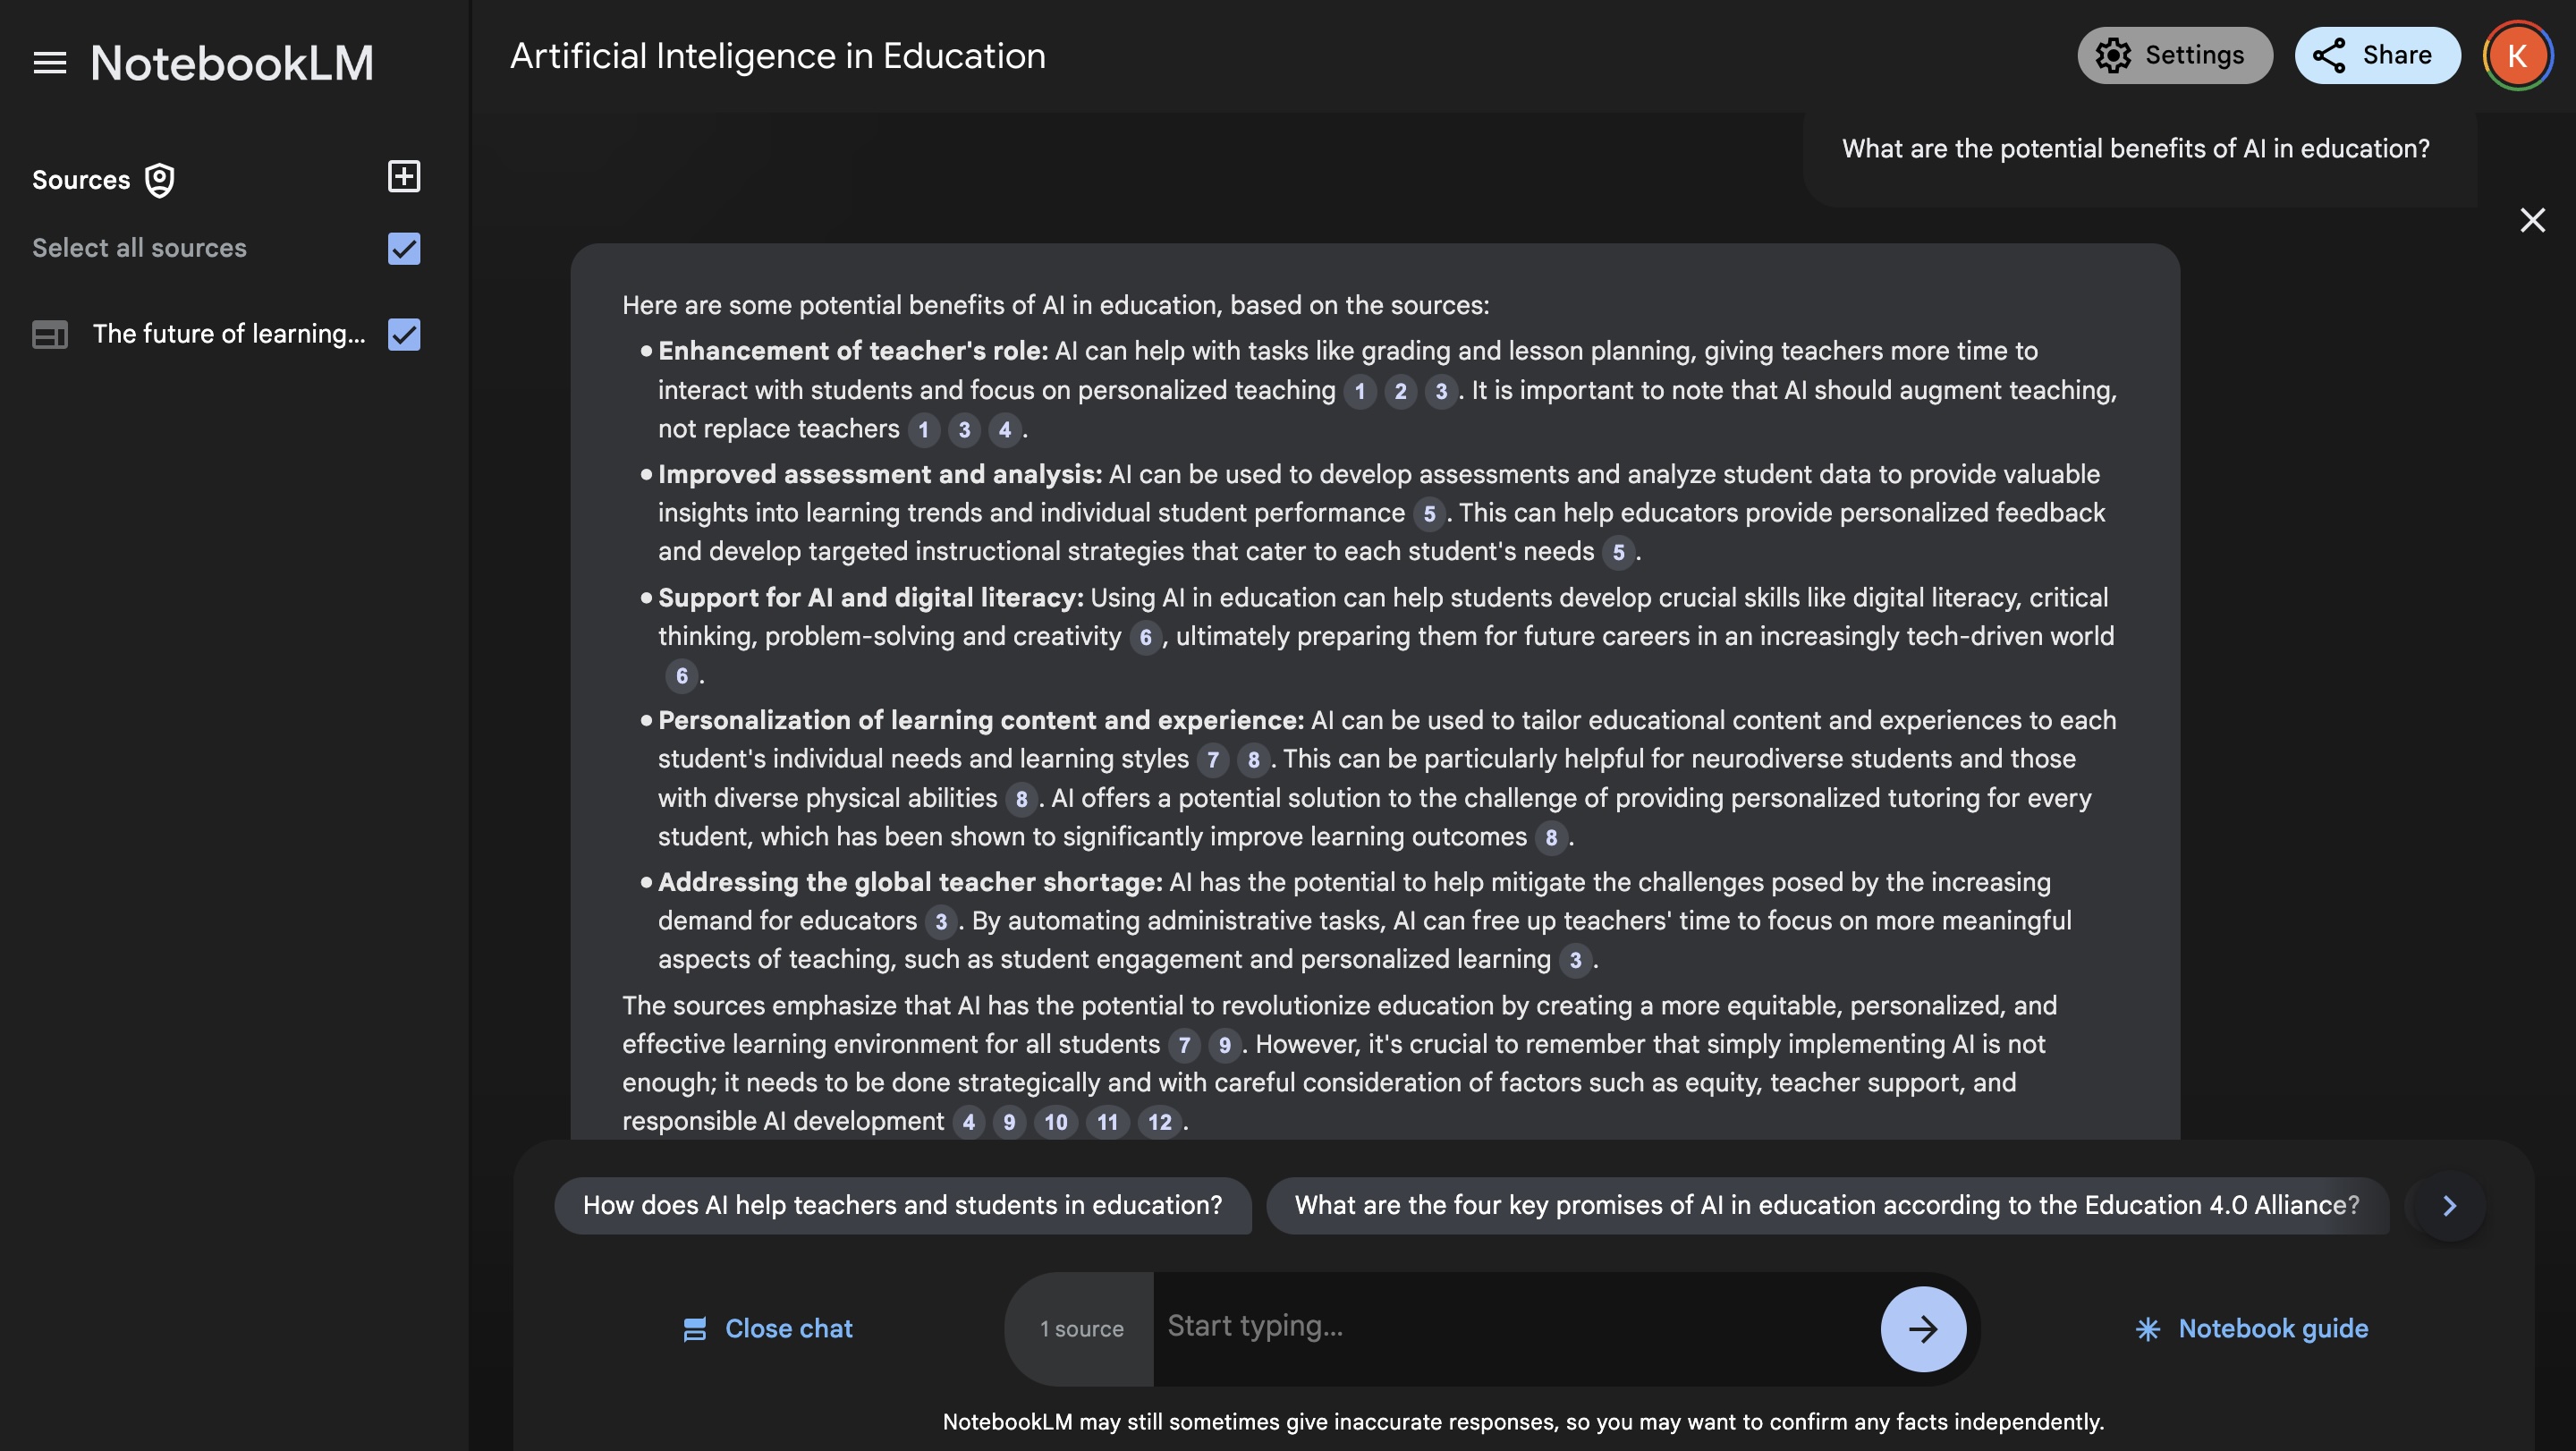 NotebookLM
Artificial Inteligence in Education
Settings
Share
K
Sources
Select all sources
The future of learning...
What are the potential benefits of AI in education?
Here are some potential benefits of AI in education, based on the sources:
● Enhancement of teacher's role: AI can help with tasks like grading and lesson planning, giving teachers more time to
interact with students and focus on personalized teaching 1 2 3 . It is important to note that AI should augment teaching,
not replace teachers 1 3 4 .
● Improved assessment and analysis: AI can be used to develop assessments and analyze student data to provide valuable
insights into learning trends and individual student performance 5 . This can help educators provide personalized feedback
and develop targeted instructional strategies that cater to each student's needs 5 .
● Support for AI and digital literacy: Using AI in education can help students develop crucial skills like digital literacy, critical
thinking, problem-solving and creativity 6 , ultimately preparing them for future careers in an increasingly tech-driven world
6 .
● Personalization of learning content and experience: AI can be used to tailor educational content and experiences to each
student's individual needs and learning styles 7 8 . This can be particularly helpful for neurodiverse students and those
with diverse physical abilities 8 . AI offers a potential solution to the challenge of providing personalized tutoring for every
student, which has been shown to significantly improve learning outcomes 8 .
● Addressing the global teacher shortage: AI has the potential to help mitigate the challenges posed by the increasing
demand for educators 3 . By automating administrative tasks, AI can free up teachers' time to focus on more meaningful
aspects of teaching, such as student engagement and personalized learning 3 .
The sources emphasize that AI has the potential to revolutionize education by creating a more equitable, personalized, and
effective learning environment for all students 7 9 . However, it's crucial to remember that simply implementing AI is not
enough; it needs to be done strategically and with careful consideration of factors such as equity, teacher support, and
responsible AI development 4 9 10 11 12 .
How does AI help teachers and students in education?
What are the four key promises of AI in education according to the Education 4.0 Alliance?
Close chat
1 source
Start typing...
Notebook guide
NotebookLM may still sometimes give inaccurate responses, so you may want to confirm any facts independently.